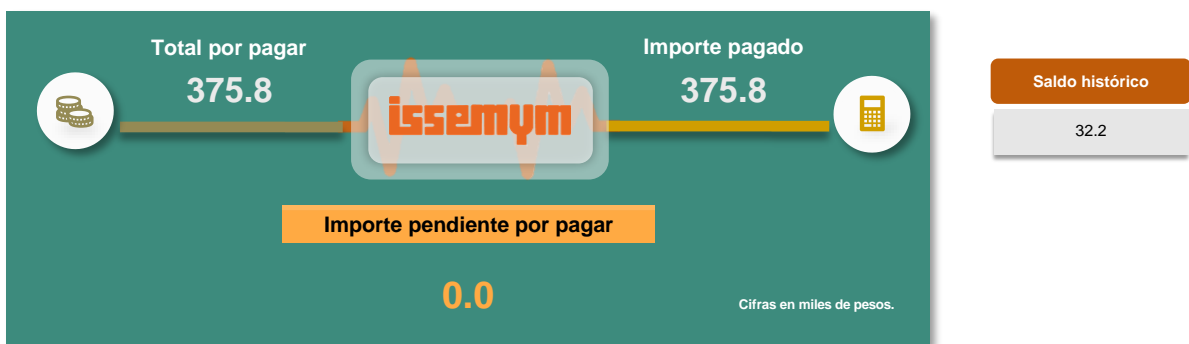 Total por pagar
375.8
issemym
Importe pagado
375.8
Importe pendiente por pagar
0.0
Cifras en miles de pesos.
Saldo histórico
32.2